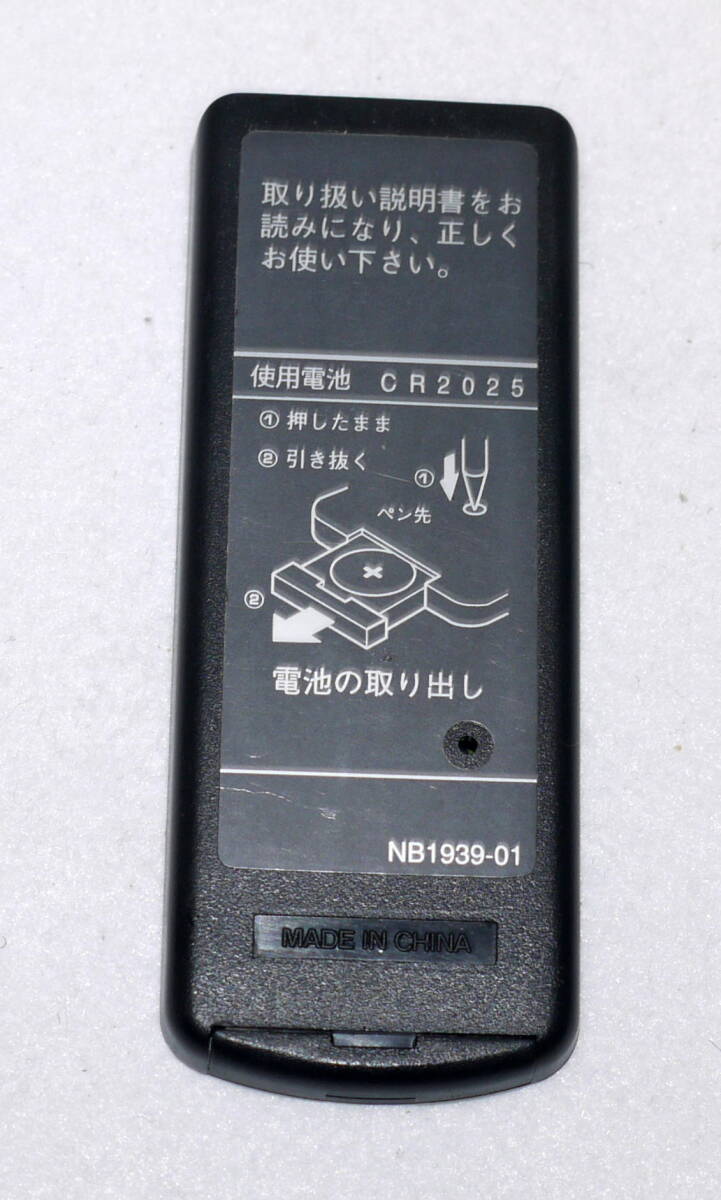 取り扱い説明書をお
読みになり、正しく
お使い下さい。
使用電池 CR2025
① 押したまま
② 引き抜く
①
ペン先
②
電池の取り出し
NB1939-01
MADE IN CHINA